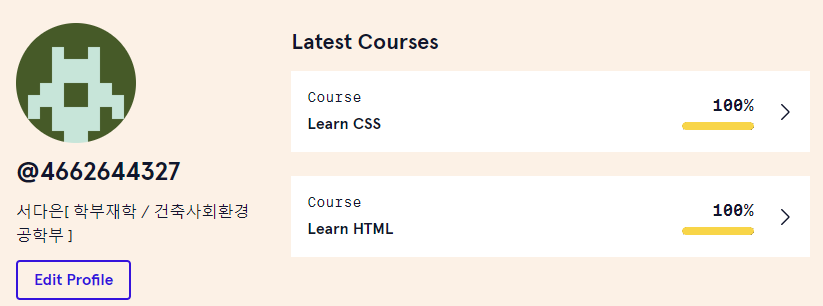 @4662644327
서다은[ 학부재학 / 건축사회환경
공학부 ]
Edit Profile
Latest Courses
Course
Learn CSS
100%
Course
Learn HTML
100%